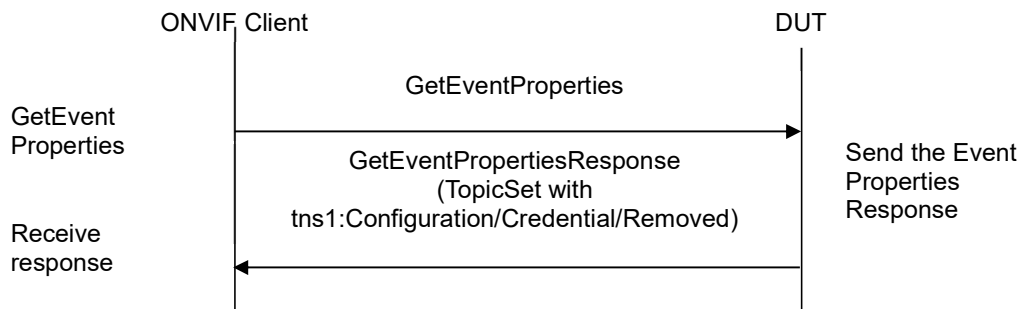 ONVIF Client
DUT
GetEventProperties
GetEvent
Properties
GetEventPropertiesResponse
(TopicSet with
tns1:Configuration/Credential/Removed)
Send the Event
Properties
Response
Receive
response